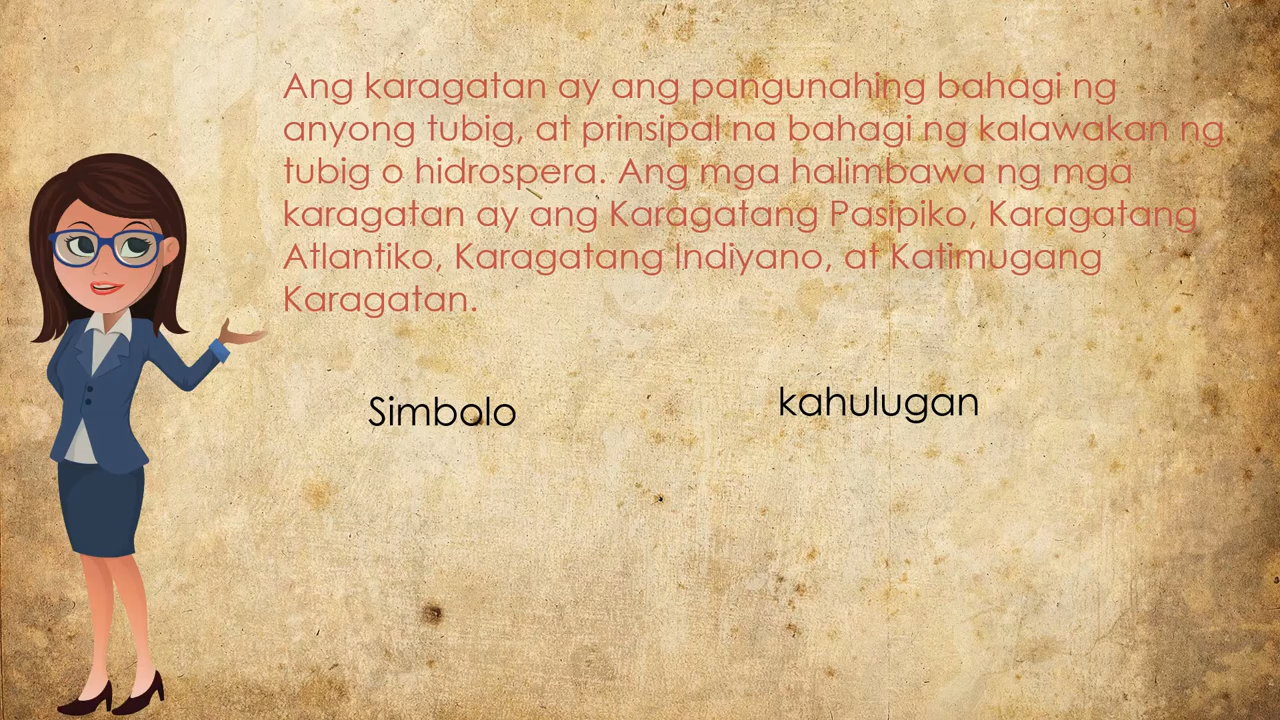 Ang karagatan ay ang pangunahing bahagi ng
anyong tubig, at prinsipal na bahagi ng kalawakan ng
tubig o hidrospera. Ang mga halimbawa ng mga
karagatan ay ang Karagatang Pasipiko, Karagatang
Atlantiko, Karagatang Indiyano, at Katimugang
Karagatan.
Simbolo
kahulugan